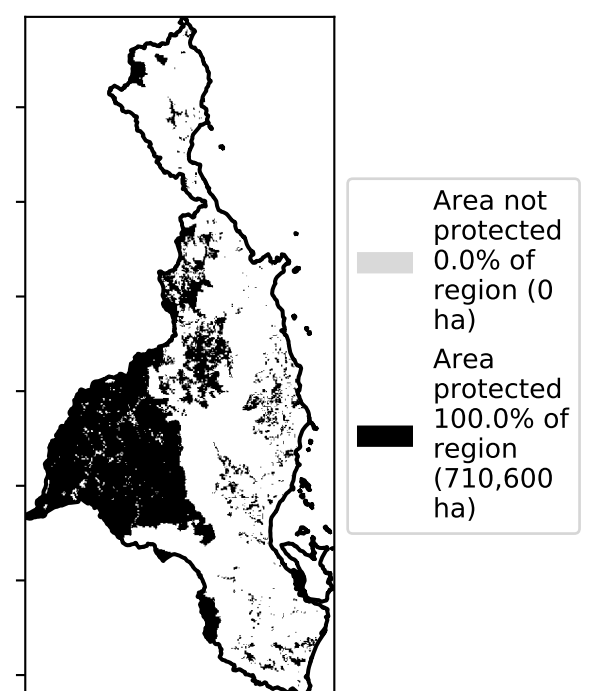 Area not
protected
0.0% of
region (0
ha)
Area
protected
100.0% of
region
(710,600
ha)